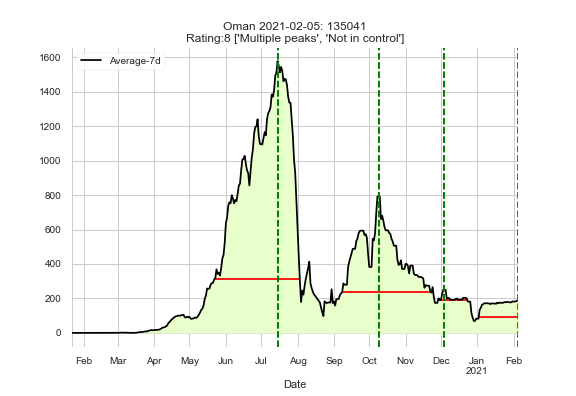 Oman 2021-02-05: 135041
Rating:8 ['Multiple peaks', 'Not in control']
Average-7d
1600
1400
1200
1000
800
600
400
200
0
Feb Mar Apr May Jun Jul Aug Sep Oct Nov Dec Jan Feb
2021
Date